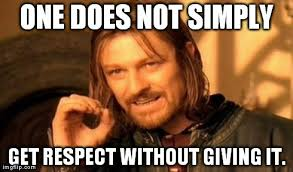 ONE DOES NOT SIMPLY
GET RESPECT WITHOUT GIVING IT.
imgflip.com